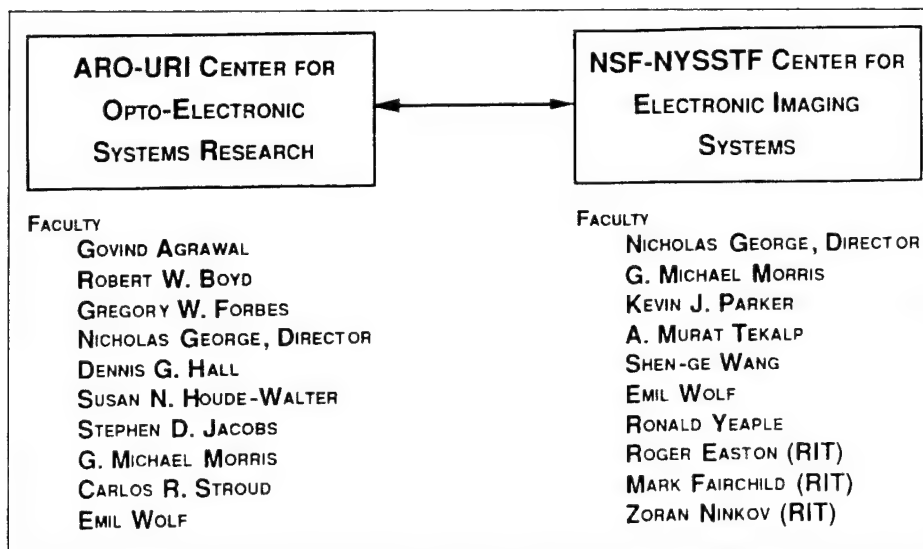 ARO-URI CENTER FOR
OPTO-ELECTRONIC
SYSTEMS RESEARCH
FACULTY
GOVIND AGRAWAL
ROBERT W. BOYD
GREGORY W. FORBES
NICHOLAS GEORGE, DIRECTOR
DENNIS G. HALL
SUSAN N. HOUDE-WALTER
STEPHEN D. JACOBS
G. MICHAEL MORRIS
CARLOS R. STROUD
EMIL WOLF
NSF-NYSSTF CENTER FOR
ELECTRONIC IMAGING
SYSTEMS
FACULTY
NICHOLAS GEORGE, DIRECTOR
G. MICHAEL MORRIS
KEVIN J. PARKER
A. MURAT TEKALP
SHEN-GE WANG
EMIL WOLF
RONALD YEAPLE
ROGER EASTON (RIT)
MARK FAIRCHILD (RIT)
ZORAN NINKOV (RIT)